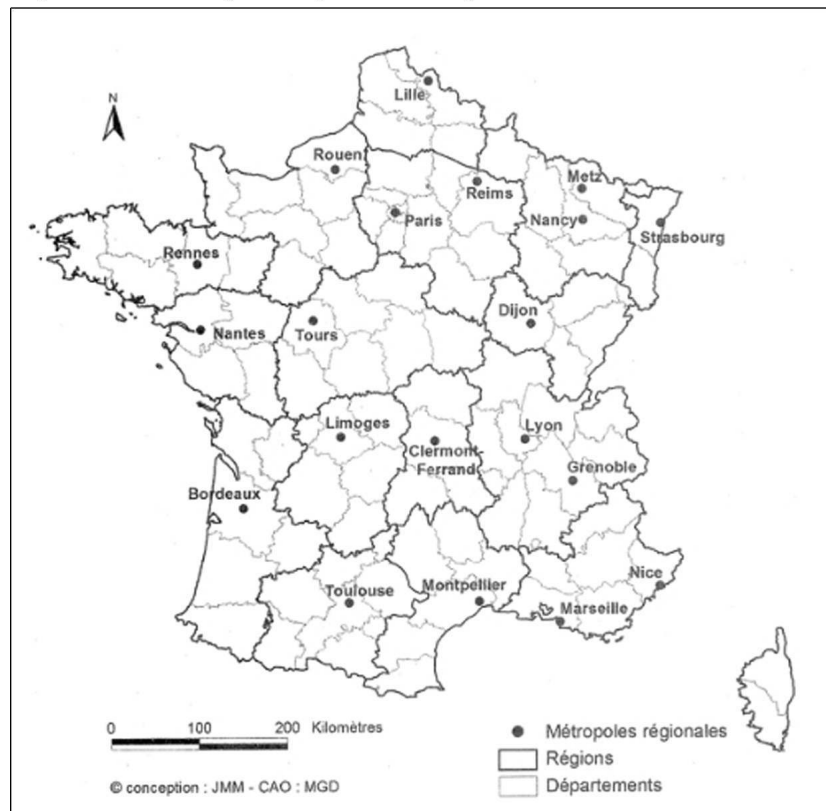 N
Lille
Rouen
Reims
Metz
Paris
Nancy
Strasbourg
Rennes
Nantes
Tours
Dijon
Limoges
Lyon
Clermont-
Ferrand
Grenoble
Bordeaux
Nice
Toulouse
Montpellier
Marseille
0 100 200 Kilomètres
Métropoles régionales
Régions
Départements
© conception : JMM - CAO : MGD